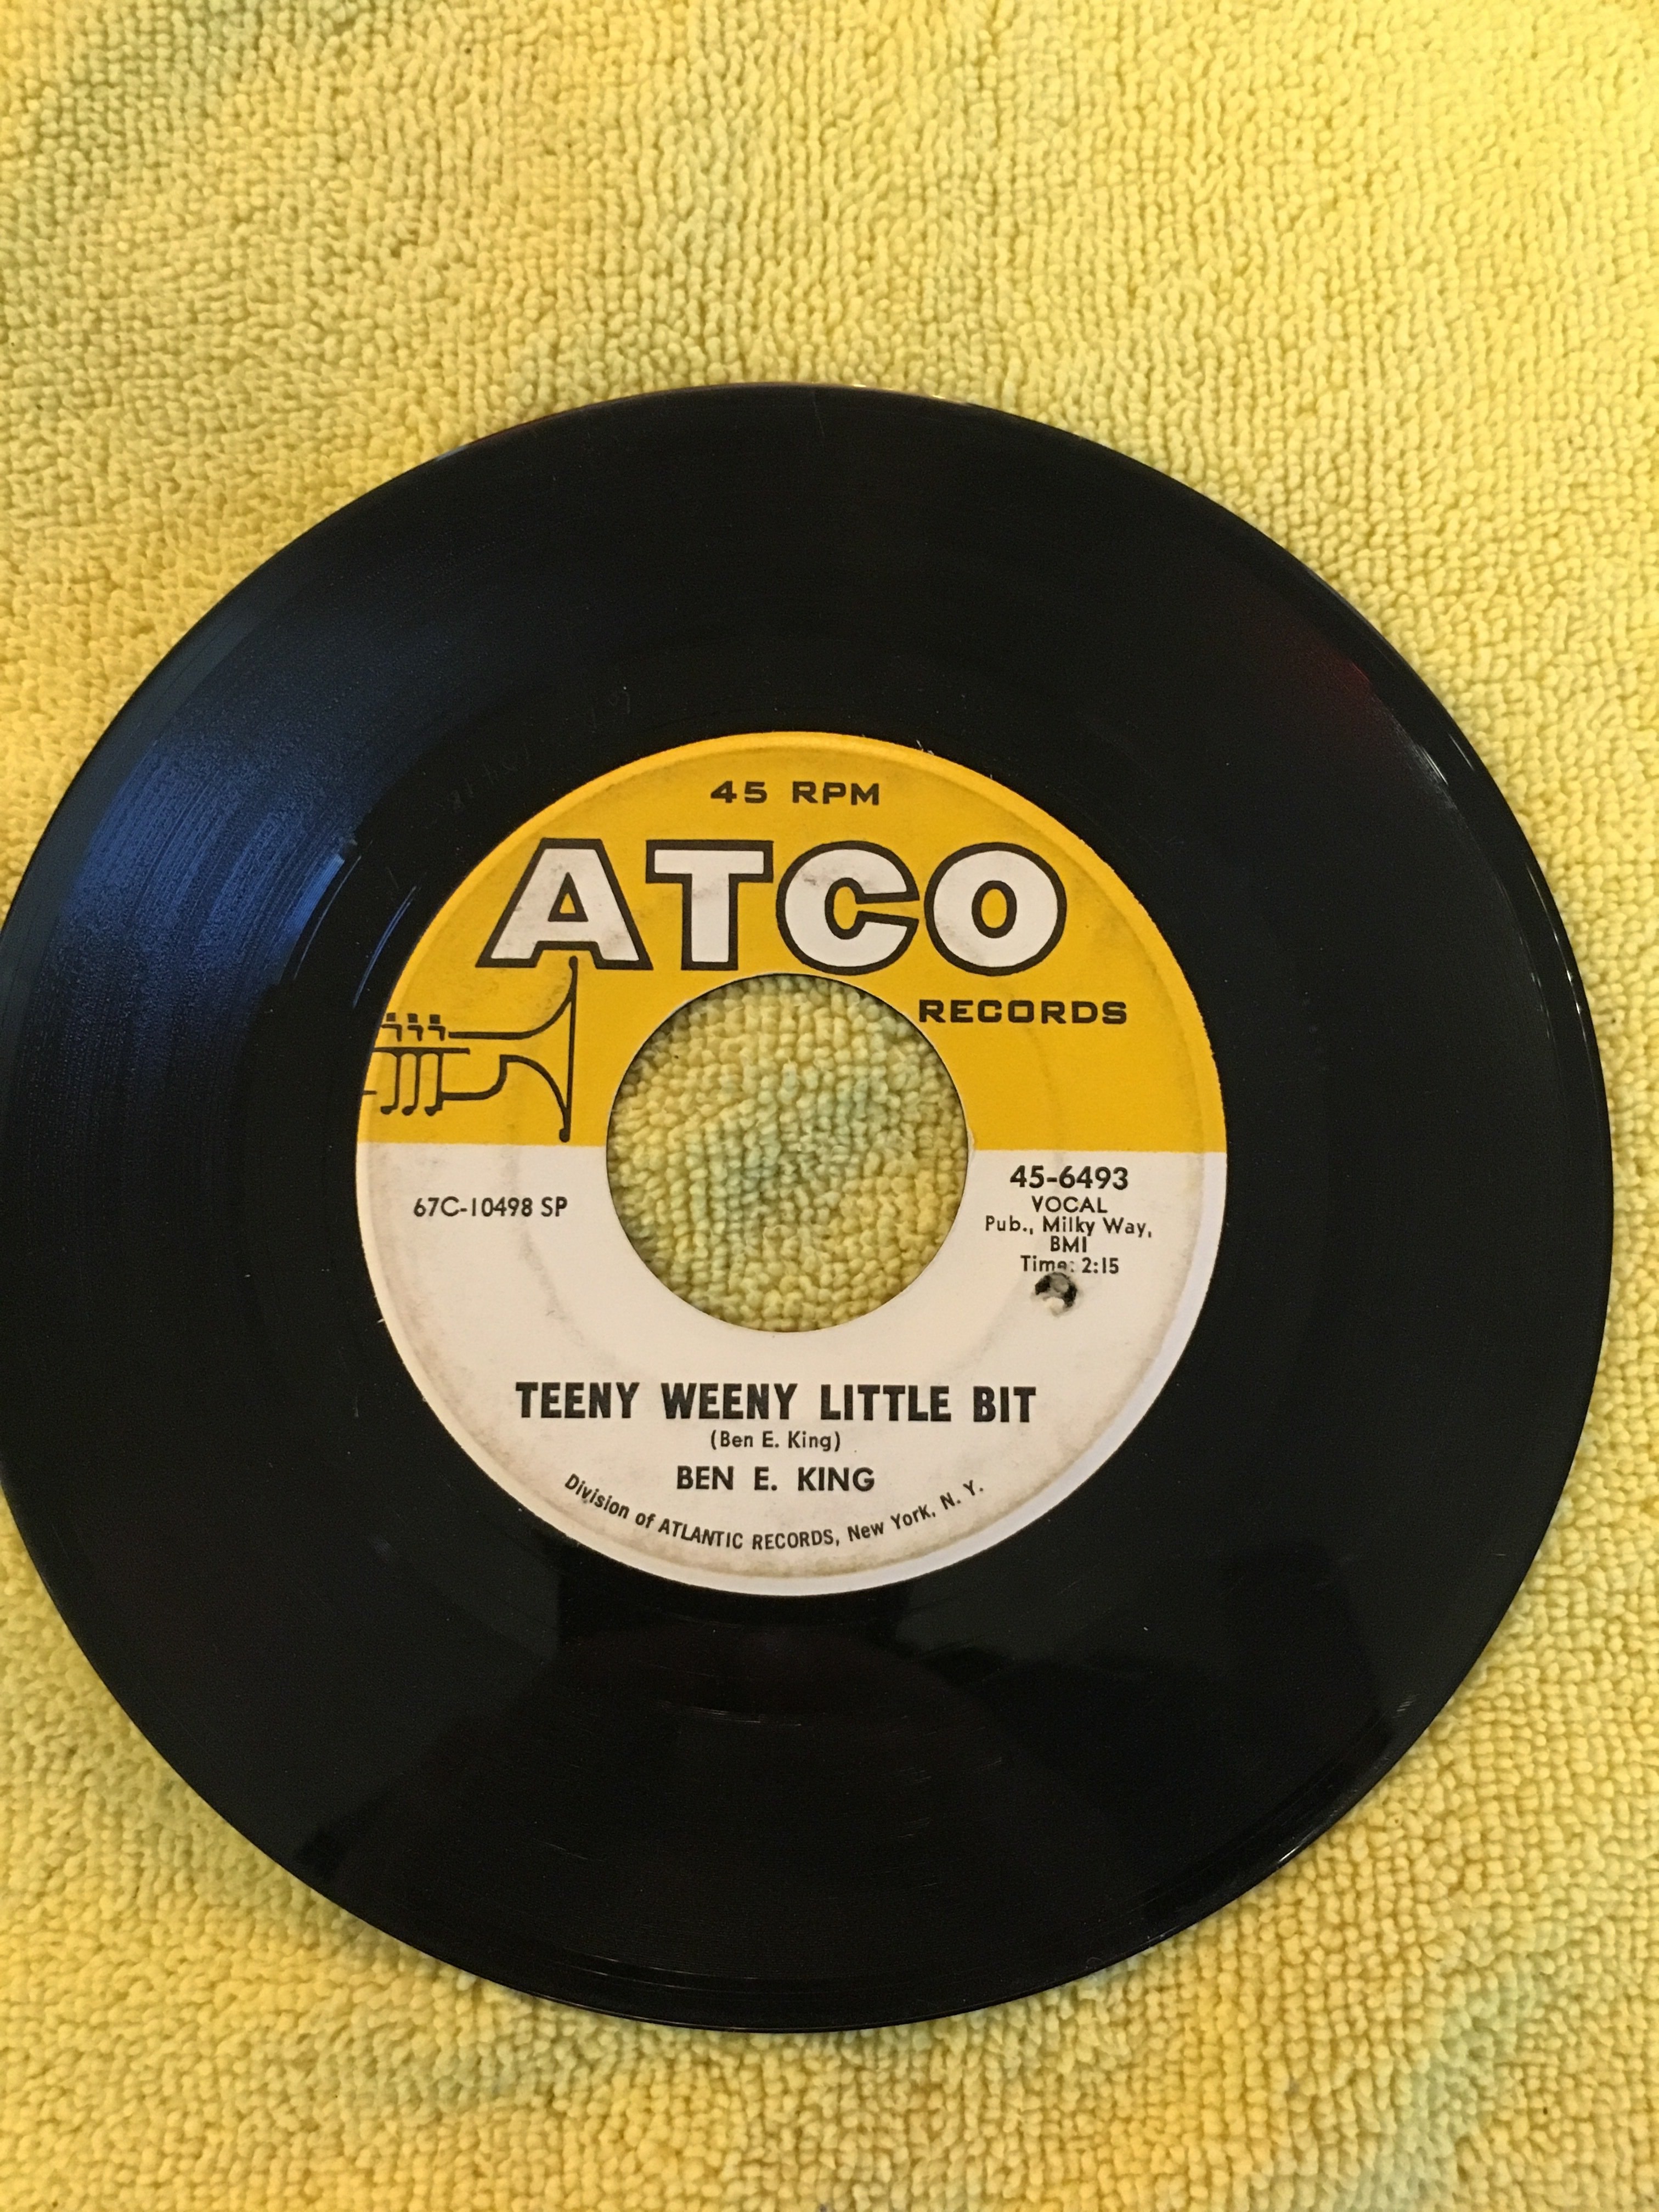 45 RPM
ATCO
RECORDS
67C-10498 SP
45-6493
VOCAL
Pub., Milky Way,
BMI
Time: 2:15
TEENY WEENY LITTLE BIT
(Ben E. King)
BEN E. KING
Division of ATLANTIC RECORDS, New York, N. Y.